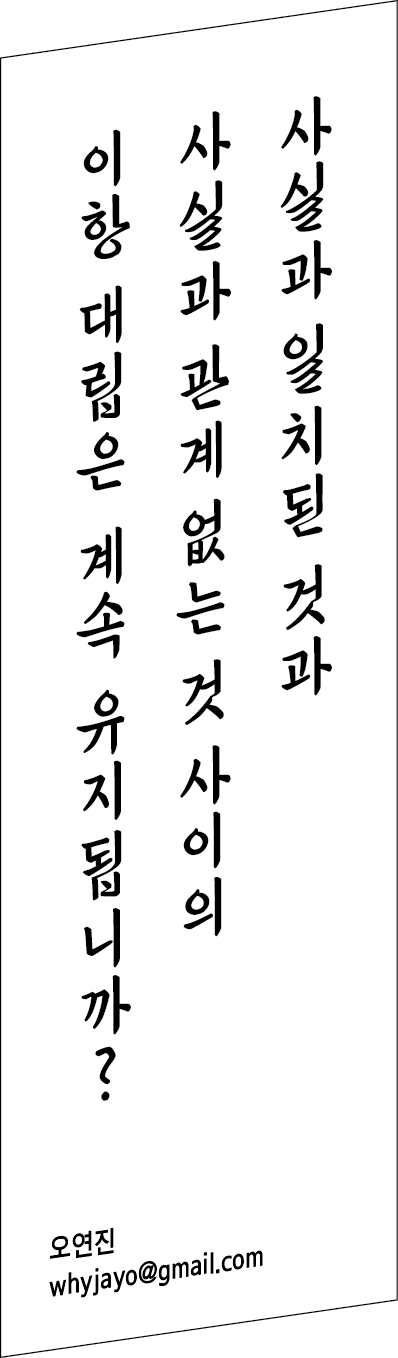 사실과 일치된 것과
사실과 관계 없는 것 사이의
이항 대립은 계속 유지됩니까?
오연진
whyjayo@gmail.com